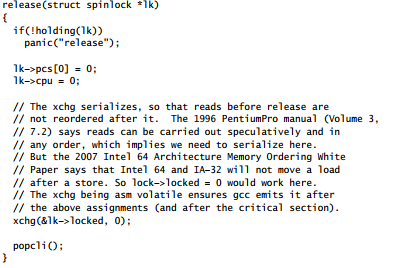 release(struct spinlock *lk)
{
  if(!holding(lk))
    panic("release");

  lk->pcs[0] = 0;
  lk->cpu = 0;

  // The xchg serializes, so that reads before release are
  // not reordered after it.  The 1996 PentiumPro manual (Volume 3,
  // 7.2) says reads can be carried out speculatively and in
  // any order, which implies we need to serialize here.
  // But the 2007 Intel 64 Architecture Memory Ordering White
  // Paper says that Intel 64 and IA-32 will not move a load
  // after a store. So lock->locked = 0 would work here.
  // The xchg being asm volatile ensures gcc emits it after
  // the above assignments (and after the critical section).
  xchg(&lk->locked, 0);

  popcli();
}